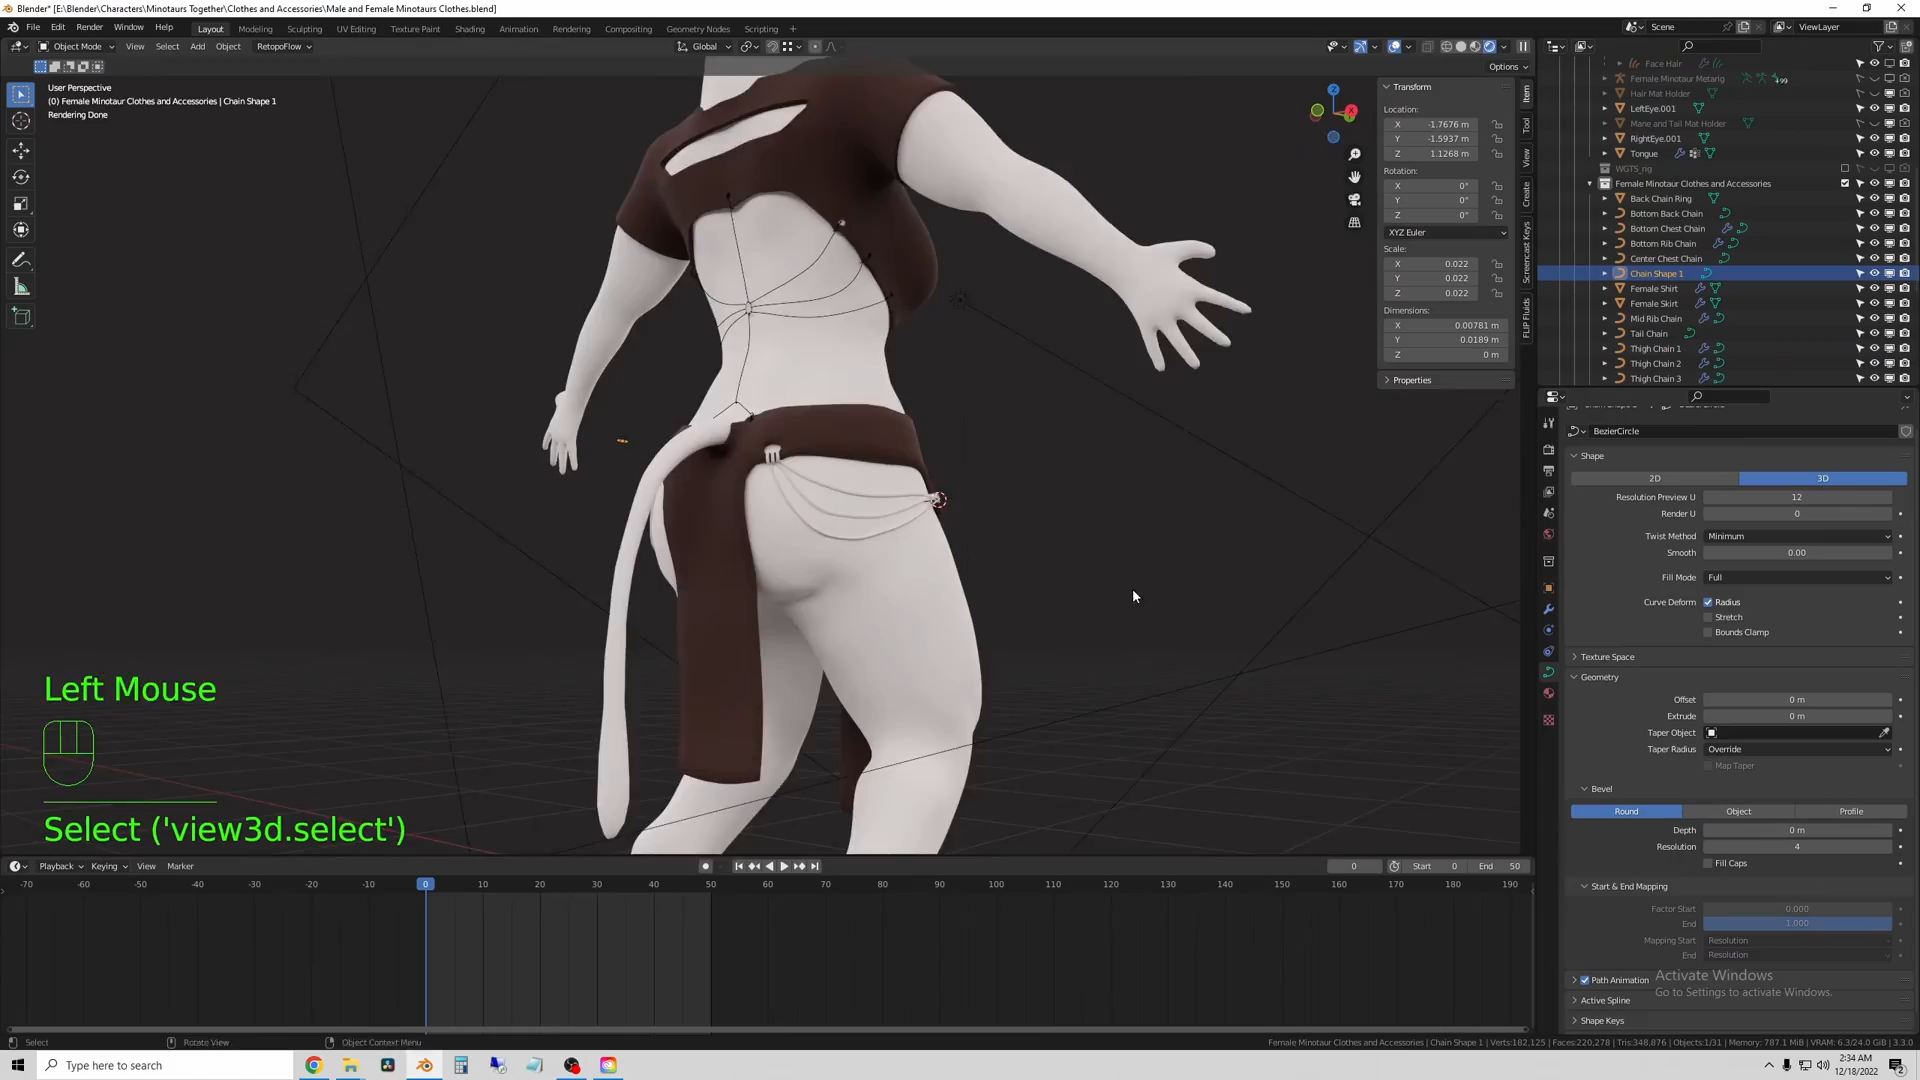 Blender* [E:\Blender\Characters\Minotaurs Together\Clothes and Accessories\Male and Female Minotaurs Clothes.blend]
File Edit Render Window Help Layout Modeling Sculpting UV Editing Texture Paint Shading Animation Rendering Compositing Geometry Nodes Scripting + Scene ViewLayer
Object Mode View Select Add Object RetopoFlow Global
Options
User Perspective
(0) Female Minotaur Clothes and Accessories | Chain Shape 1
Rendering Done
Transform
Location:
X -1.7676 m
Y -1.5937 m
Z 1.1268 m
Rotation:
X 0°
Y 0°
Z 0°
XYZ Euler
Scale:
X 0.022
Y 0.022
Z 0.022
Dimensions:
X 0.00781 m
Y 0.0189 m
Z 0 m
Properties
Item
Tool
View
Create
Screencast Keys
FLIP Fluids
Face Hair
Female Minotaur Metarig
Hair Mat Holder
LeftEye.001
Mane and Tail Mat Holder
RightEye.001
Tongue
WGTS_rig
Female Minotaur Clothes and Accessories
Back Chain Ring
Bottom Back Chain
Bottom Chest Chain
Bottom Rib Chain
Center Chest Chain
Chain Shape 1
Female Shirt
Female Skirt
Mid Rib Chain
Tail Chain
Thigh Chain 1
Thigh Chain 2
Thigh Chain 3
BezierCircle
Shape
2D 3D
Resolution Preview U 12
Render U 0
Twist Method Minimum
Smooth 0.00
Fill Mode Full
Curve Deform Radius
Stretch
Bounds Clamp
Texture Space
Geometry
Offset 0 m
Extrude 0 m
Taper Object
Taper Radius Override
Map Taper
Bevel
Round Object Profile
Depth 0 m
Resolution 4
Fill Caps
Start & End Mapping
Factor Start 0.000
End 1.000
Mapping Start Resolution
End Resolution
Path Animation
Active Spline
Shape Keys
Activate Windows
Go to Settings to activate Windows.
Left Mouse
Select ('view3d.select')
Playback Keying View Marker
0 Start 0 End 50
-70 -60 -50 -40 -30 -20 -10 0 10 20 30 40 50 60 70 80 90 100 110 120 130 140 150 160 170 180 190
Select Rotate View Object Context Menu
Female Minotaur Clothes and Accessories | Chain Shape 1 | Verts:182,125 | Faces:220,278 | Tris:348,876 | Objects:1/31 | Memory: 787.1 MiB | VRAM: 6.3/24.0 GiB | 3.3.0
Type here to search
2:34 AM
12/18/2022